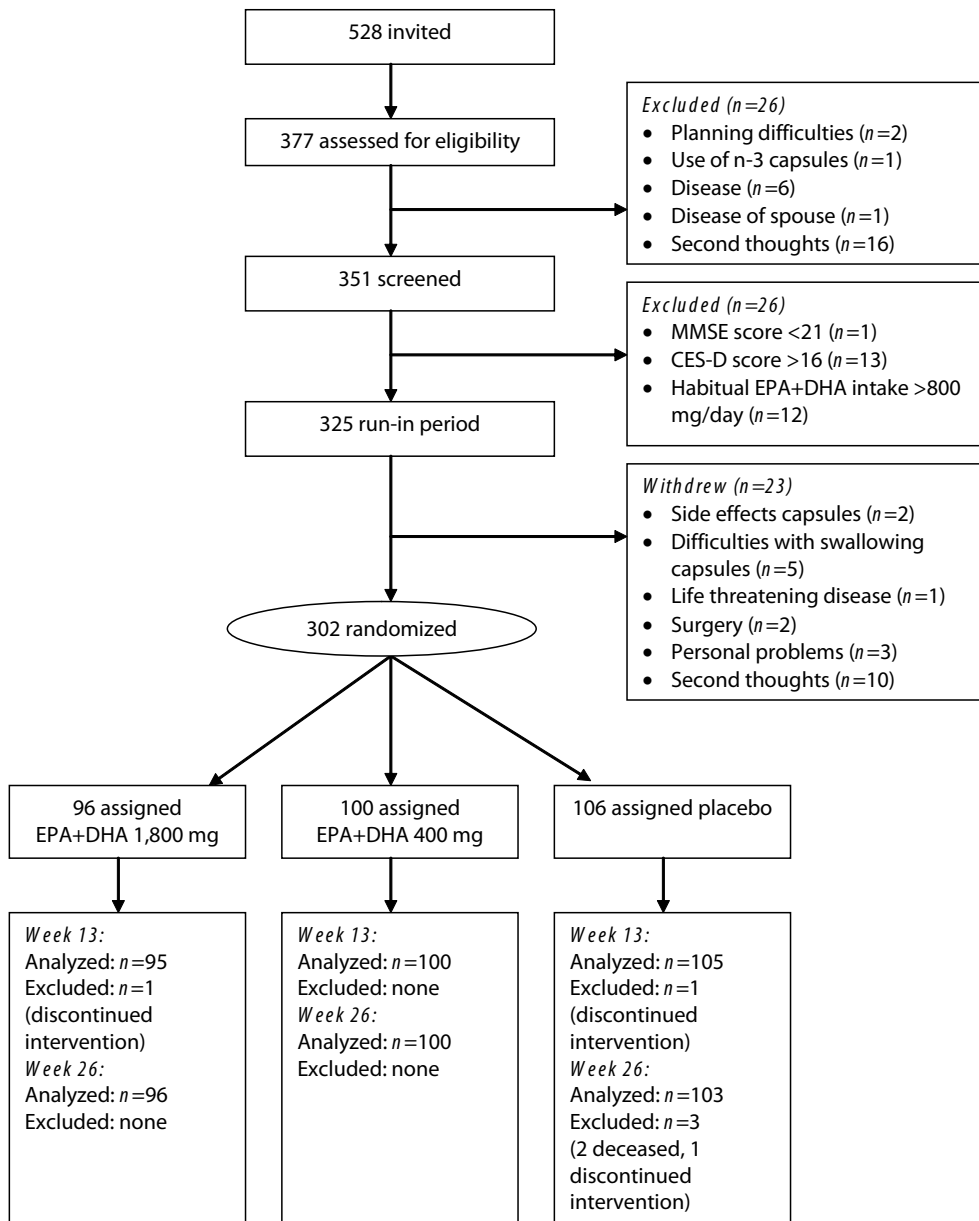 528 invited
377 assessed for eligibility
Excluded (n=26)
• Planning difficulties (n=2)
• Use of n-3 capsules (n=1)
• Disease (n=6)
• Disease of spouse (n=1)
• Second thoughts (n=16)
351 screened
Excluded (n=26)
• MMSE score <21 (n=1)
• CES-D score >16 (n=13)
• Habitual EPA+DHA intake >800
mg/day (n=12)
325 run-in period
Withdrew (n=23)
• Side effects capsules (n=2)
• Difficulties with swallowing
capsules (n=5)
• Life threatening disease (n=1)
• Surgery (n=2)
• Personal problems (n=3)
• Second thoughts (n=10)
302 randomized
96 assigned
EPA+DHA 1,800 mg
100 assigned
EPA+DHA 400 mg
106 assigned placebo
Week 13:
Analyzed: n=95
Excluded: n=1
(discontinued
intervention)
Week 26:
Analyzed: n=96
Excluded: none
Week 13:
Analyzed: n=100
Excluded: none
Week 26:
Analyzed: n=100
Excluded: none
Week 13:
Analyzed: n=105
Excluded: n=1
(discontinued
intervention)
Week 26:
Analyzed: n=103
Excluded: n=3
(2 deceased, 1
discontinued
intervention)